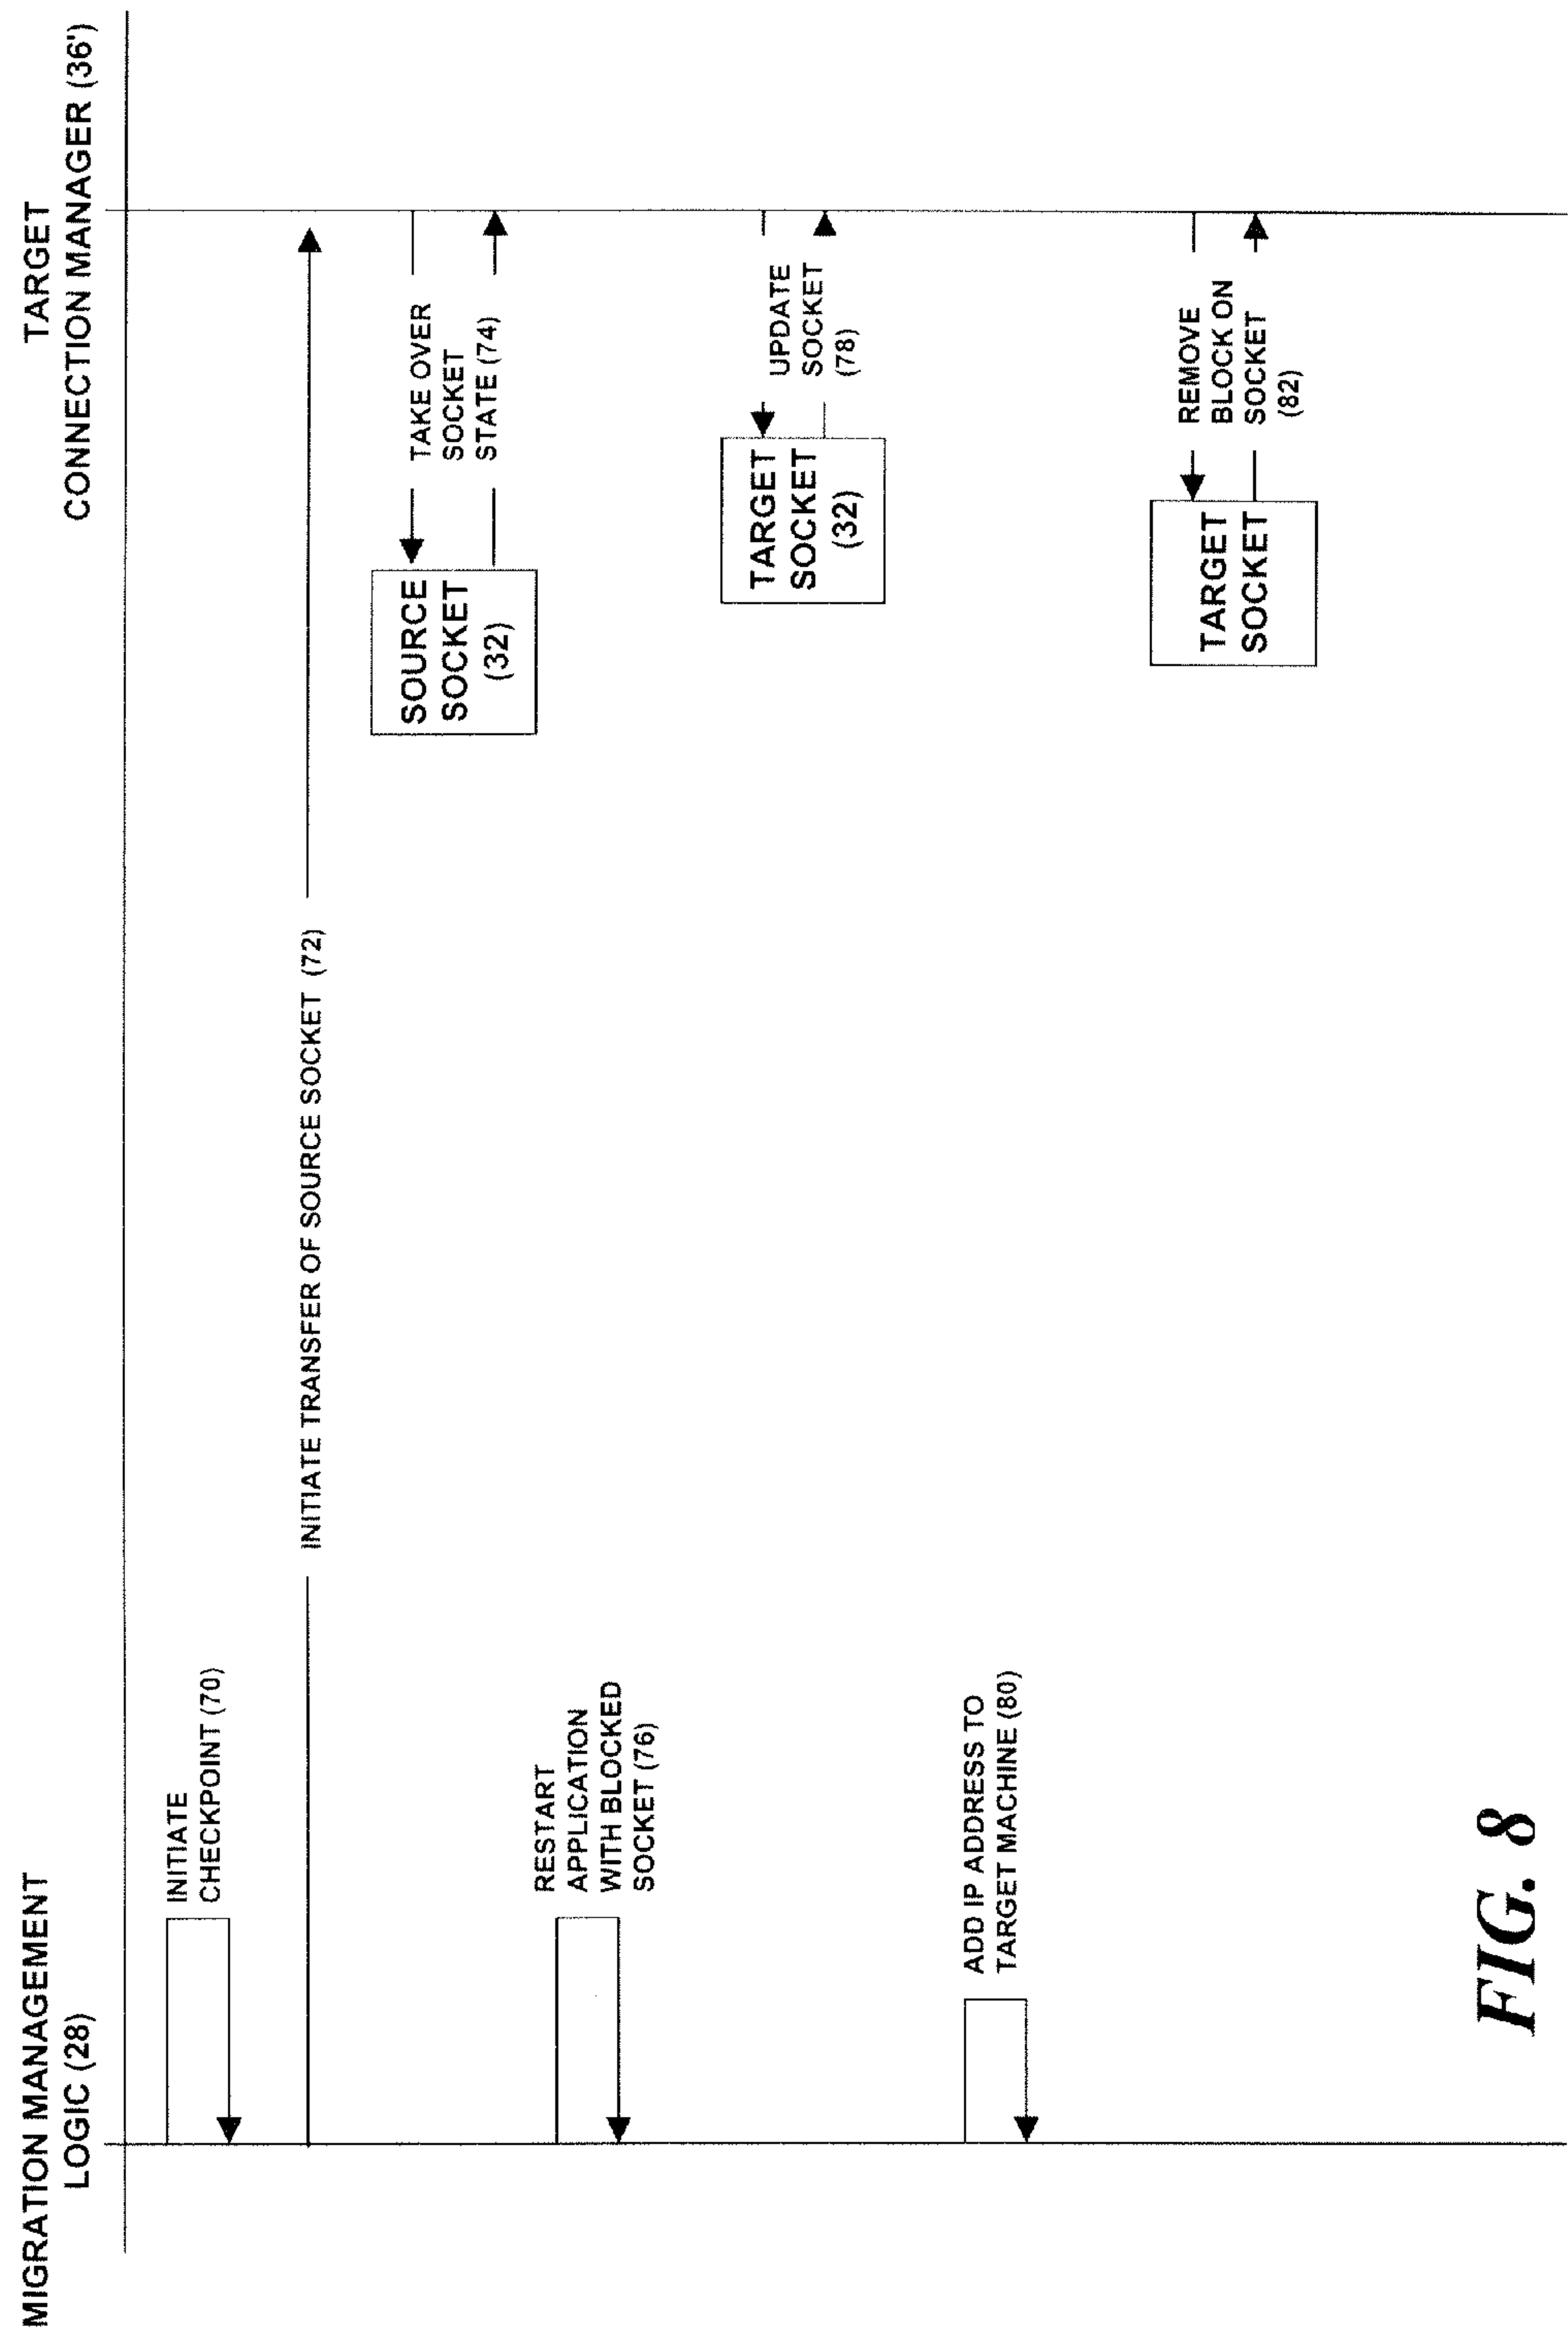 MIGRATION MANAGEMENT
LOGIC (28)
TARGET
CONNECTION MANAGER (36')
INITIATE
CHECKPOINT (70)
INITIATE TRANSFER OF SOURCE SOCKET (72)
SOURCE
SOCKET
(32)
TAKE OVER
SOCKET
STATE (74)
RESTART
APPLICATION
WITH BLOCKED
SOCKET (76)
TARGET
SOCKET
(32)
UPDATE
SOCKET
(78)
ADD IP ADDRESS TO
TARGET MACHINE (80)
TARGET
SOCKET
REMOVE
BLOCK ON
SOCKET
(82)
FIG. 8